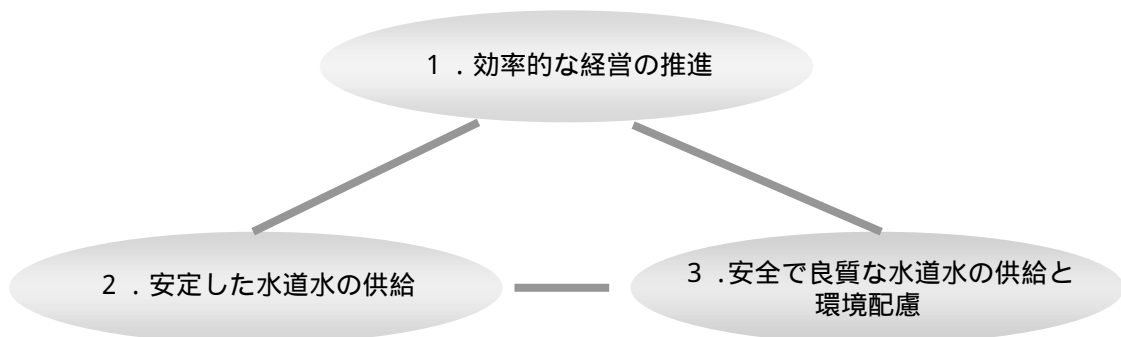 1 . 効率的な経営の推進
2 . 安定した水道水の供給
3 .安全で良質な水道水の供給と
環境配慮